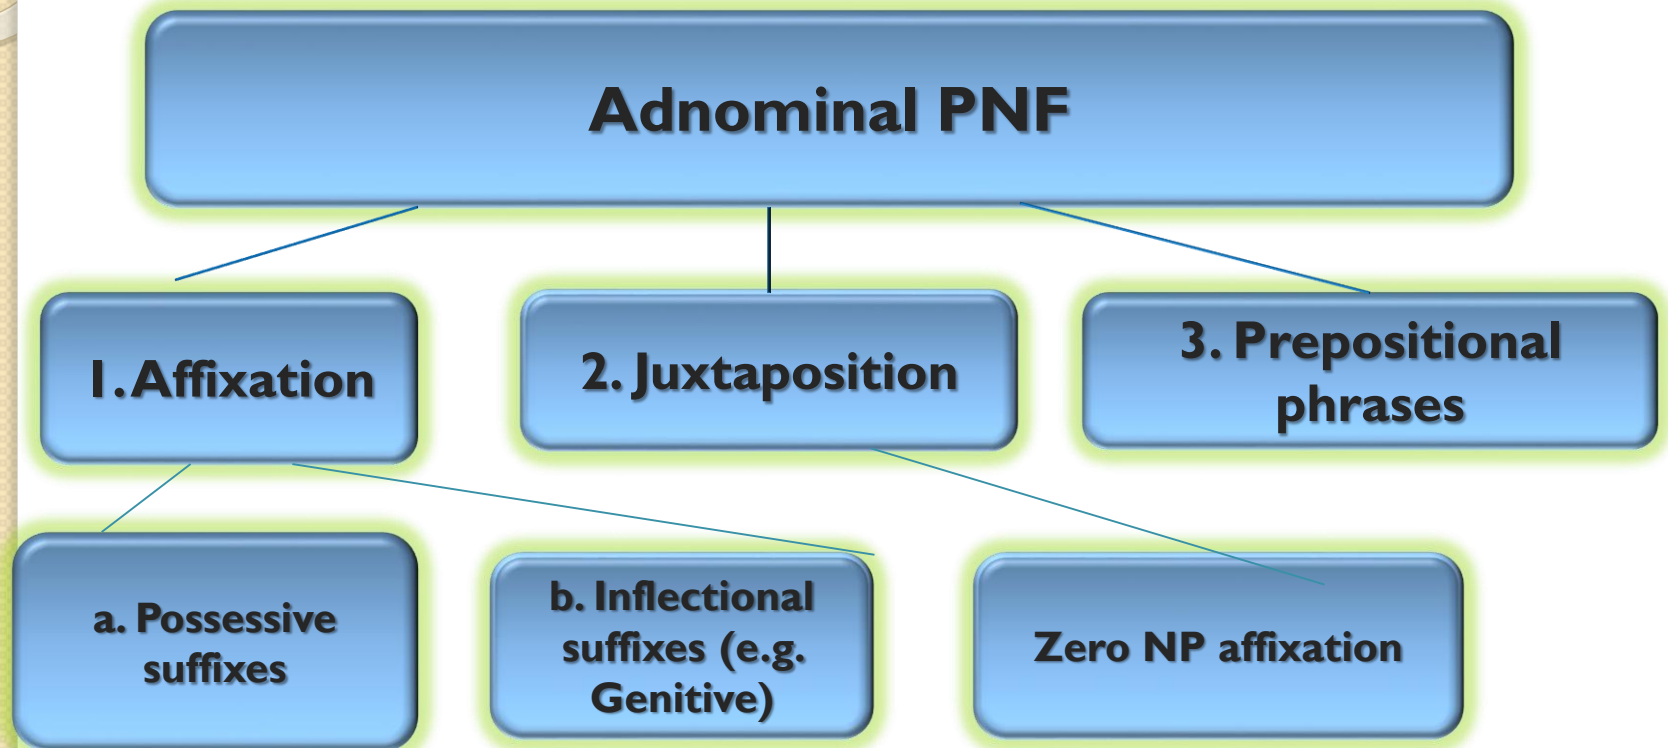 Adnominal PNF
1. Affixation
2. Juxtaposition
3. Prepositional
phrases
a. Possessive
suffixes
b. Inflectional
suffixes (e.g.
Genitive)
Zero NP affixation